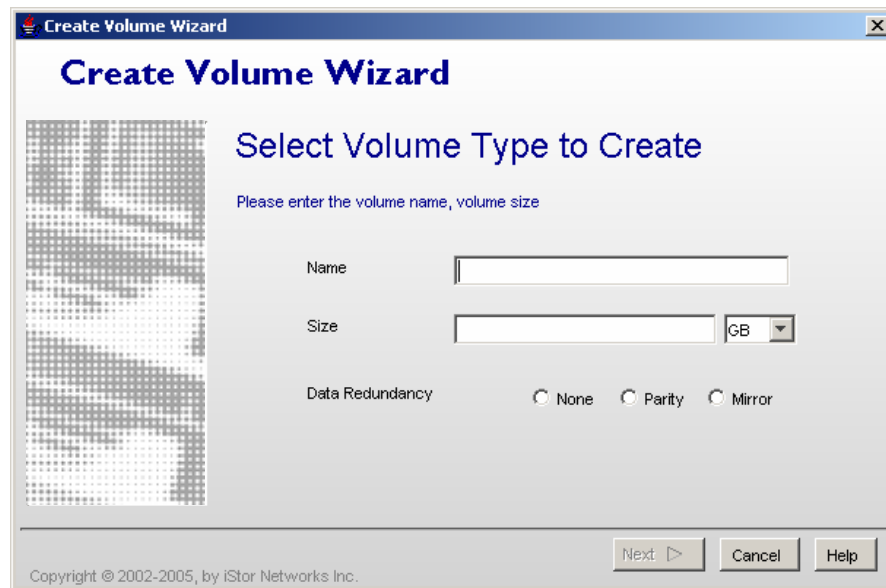 Create Volume Wizard
Create Volume Wizard
Select Volume Type to Create
Please enter the volume name, volume size
Name
Size GB
Data Redundancy None Parity Mirror
Next Cancel Help
Copyright © 2002-2005, by iStor Networks Inc.